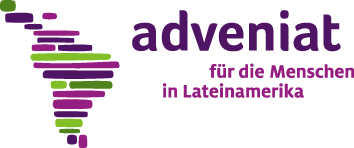 adveniat
für die Menschen
in Lateinamerika